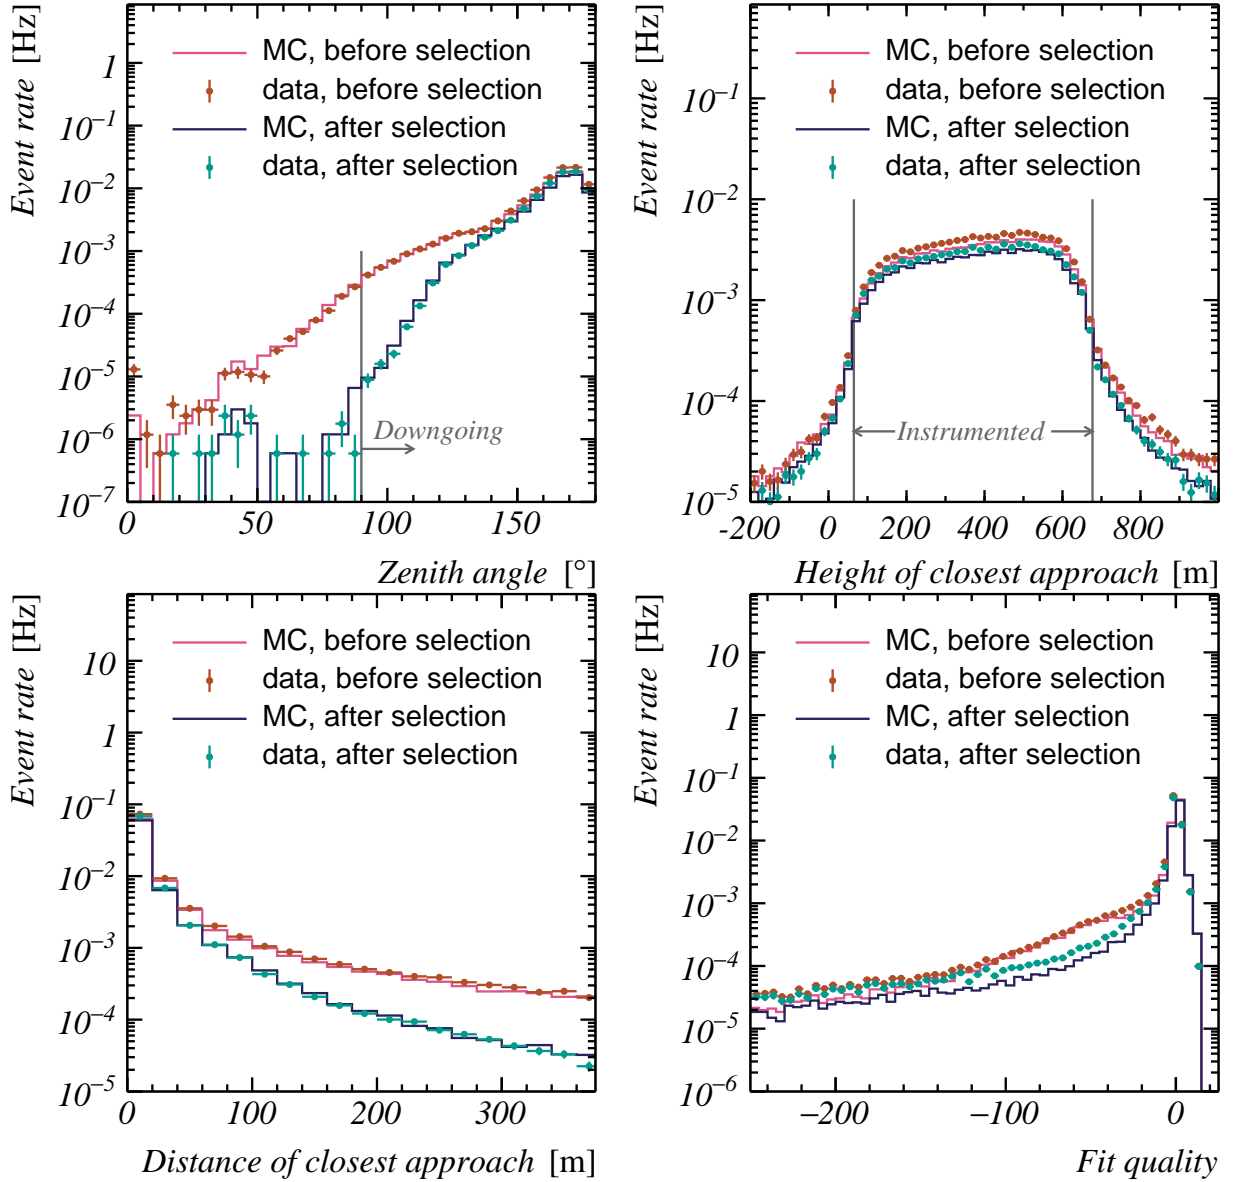 Event rate [Hz]
MC, before selection
data, before selection
MC, after selection
data, after selection
1
10⁻¹
10⁻²
10⁻³
10⁻⁴
10⁻⁵
10⁻⁶
10⁻⁷
Downgoing
0 50 100 150
Zenith angle [°]
Event rate [Hz]
MC, before selection
data, before selection
MC, after selection
data, after selection
10⁻¹
10⁻²
10⁻³
10⁻⁴
10⁻⁵
Instrumented
-200 0 200 400 600 800
Height of closest approach [m]
Event rate [Hz]
MC, before selection
data, before selection
MC, after selection
data, after selection
10
1
10⁻¹
10⁻²
10⁻³
10⁻⁴
10⁻⁵
0 100 200 300
Distance of closest approach [m]
Event rate [Hz]
MC, before selection
data, before selection
MC, after selection
data, after selection
10
1
10⁻¹
10⁻²
10⁻³
10⁻⁴
10⁻⁵
10⁻⁶
−200 −100 0
Fit quality